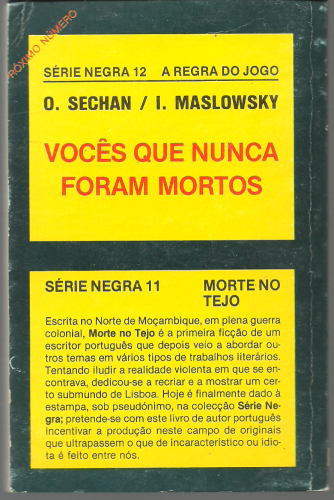 RÓXIMO NÚMERO
SÉRIE NEGRA 12 A REGRA DO JOGO
O. SECHAN / I. MASLOWSKY
VOCÊS QUE NUNCA
FORAM MORTOS
SÉRIE NEGRA 11 MORTE NO
TEJO
Escrita no Norte de Moçambique, em plena guerra
colonial, Morte no Tejo é a primeira ficção de um
escritor português que depois veio a abordar ou-
tros temas em vários tipos de trabalhos literários.
Tentando iludir a realidade violenta em que se en-
contrava, dedicou-se a recriar e a mostrar um cer-
to submundo de Lisboa. Hoje é finalmente dado à
estampa, sob pseudónimo, na colecção Série Ne-
gra; pretende-se com este livro de autor português
incentivar a produção neste campo de originais
que ultrapassem o que de incaracterístico ou idio-
ta é feito entre nós.